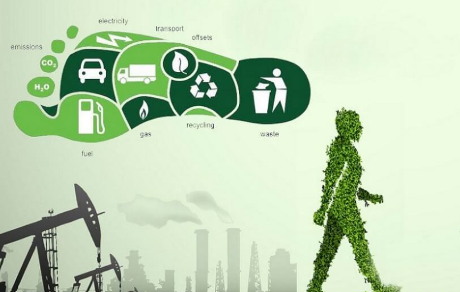 electricity
transport
offsets
emissions
CO2
H2O
gas
recycling
waste
fuel